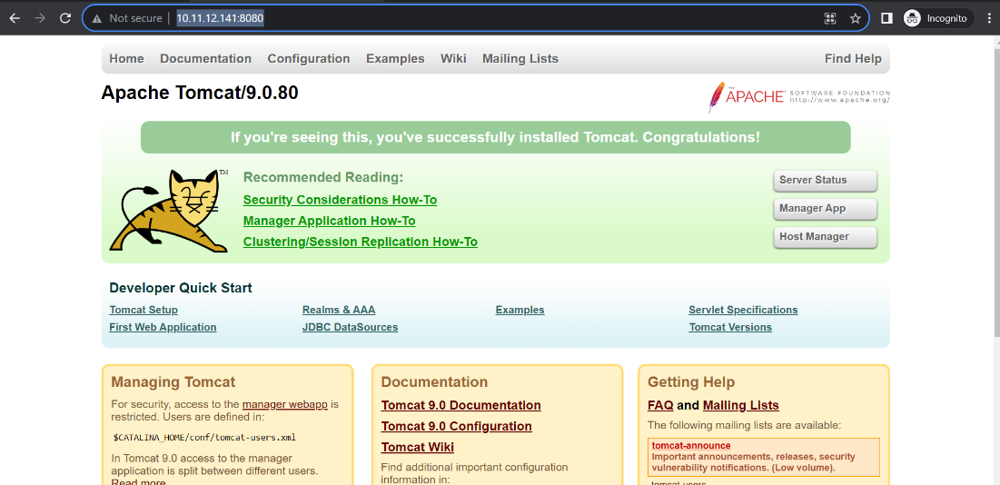 Not secure | 10.11.12.141:8080 Incognito
Home Documentation Configuration Examples Wiki Mailing Lists Find Help
Apache Tomcat/9.0.80
THE
APACHE SOFTWARE FOUNDATION
http://www.apache.org/
If you're seeing this, you've successfully installed Tomcat. Congratulations!
TM
Recommended Reading:
Security Considerations How-To
Manager Application How-To
Clustering/Session Replication How-To
Server Status
Manager App
Host Manager
Developer Quick Start
Tomcat Setup
First Web Application
Realms & AAA
JDBC DataSources
Examples
Servlet Specifications
Tomcat Versions
Managing Tomcat
For security, access to the manager webapp is
restricted. Users are defined in:
$CATALINA_HOME/conf/tomcat-users.xml
In Tomcat 9.0 access to the manager
application is split between different users.
Read more
Documentation
Tomcat 9.0 Documentation
Tomcat 9.0 Configuration
Tomcat Wiki
Find additional important configuration
information in:
Getting Help
FAQ and Mailing Lists
The following mailing lists are available:
tomcat-announce
Important announcements, releases, security
vulnerability notifications. (Low volume).
tomcat-users